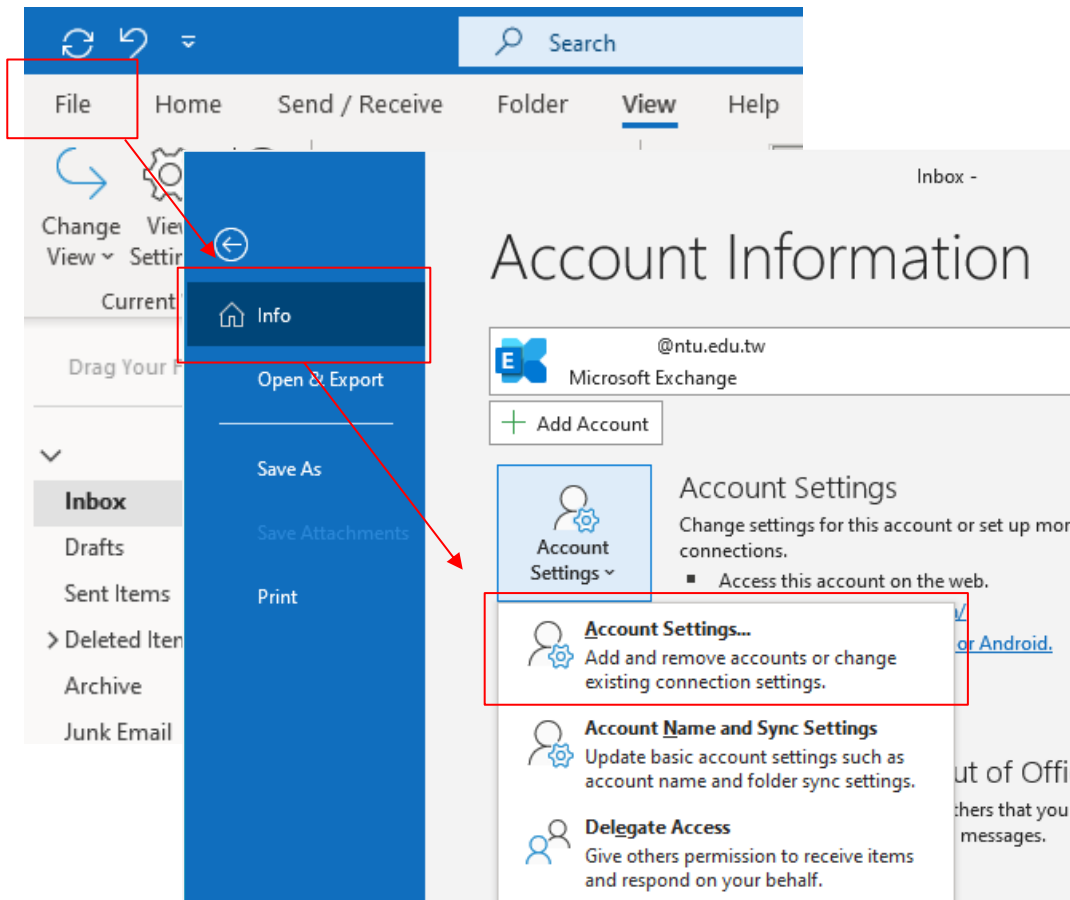 Search
File Home Send / Receive Folder View Help
Change
View
Current
Drag Your
Inbox
Drafts
Sent Items
Deleted
Archive
Junk Email
Info
Open & Export
Save As
Save Attachments
Print
Inbox -
Account Information
@ntu.edu.tw
Microsoft Exchange
Add Account
Account
Settings
Account Settings
Change settings for this account or set up
connections.
Access this account on the web.
or Android.
Account Settings...
Add and remove accounts or change
existing connection settings.
Account Name and Sync Settings
Update basic account settings such as
account name and folder sync settings.
Delegate Access
Give others permission to receive items
and respond on your behalf.
of
that you
messages.